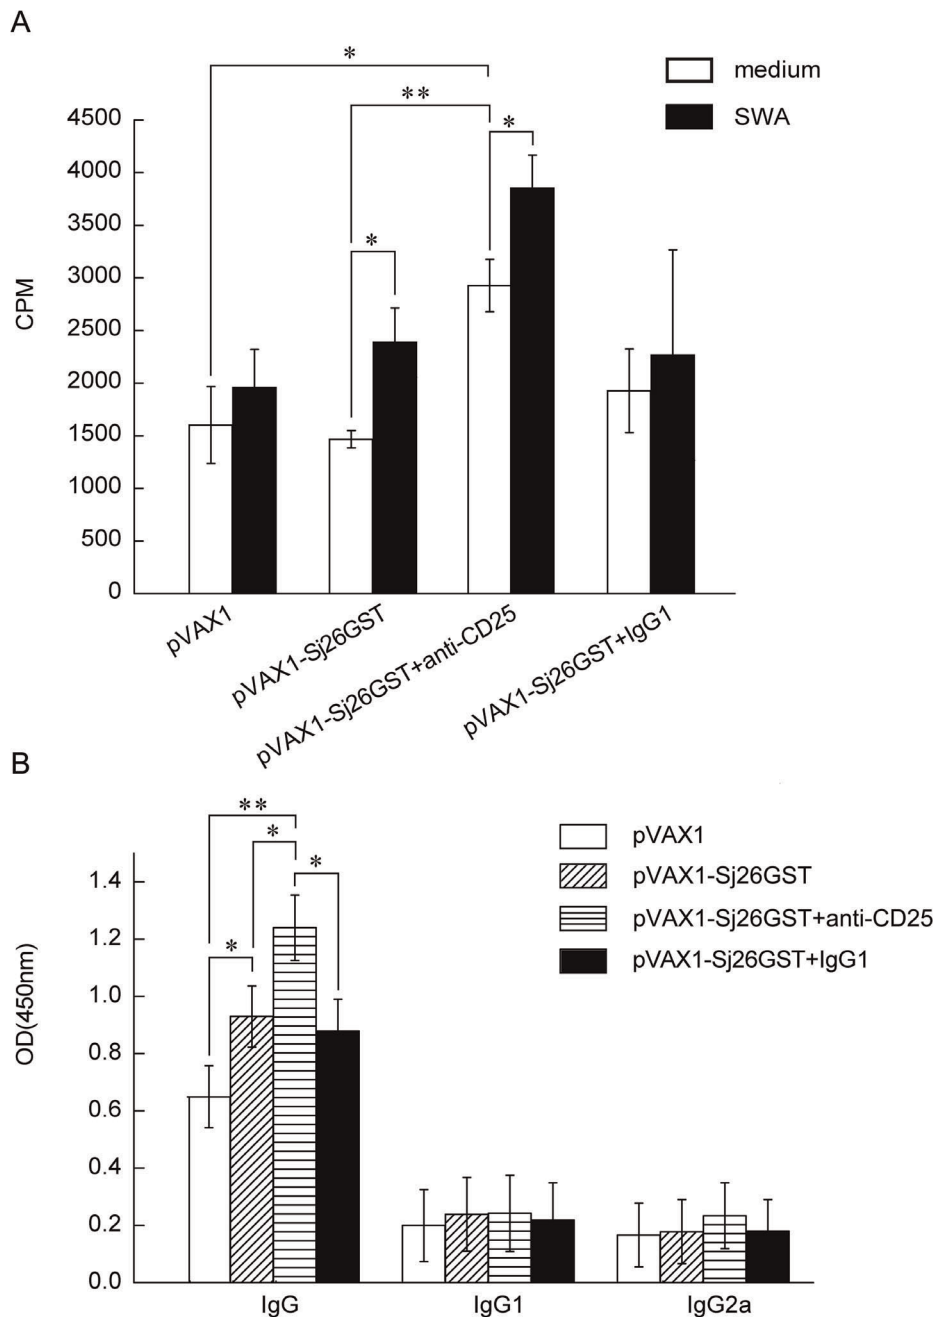 A
*
**
*
*
medium
SWA
4500
4000
3500
3000
2500
2000
1500
1000
500
0
CPM
pVAX1
pVAX1-Sj26GST
pVAX1-Sj26GST+anti-CD25
pVAX1-Sj26GST+IgG1
B
**
*
*
*
pVAX1
pVAX1-Sj26GST
pVAX1-Sj26GST+anti-CD25
pVAX1-Sj26GST+IgG1
1.4
1.2
1.0
0.8
0.6
0.4
0.2
0.0
OD(450nm)
IgG IgG1 IgG2a